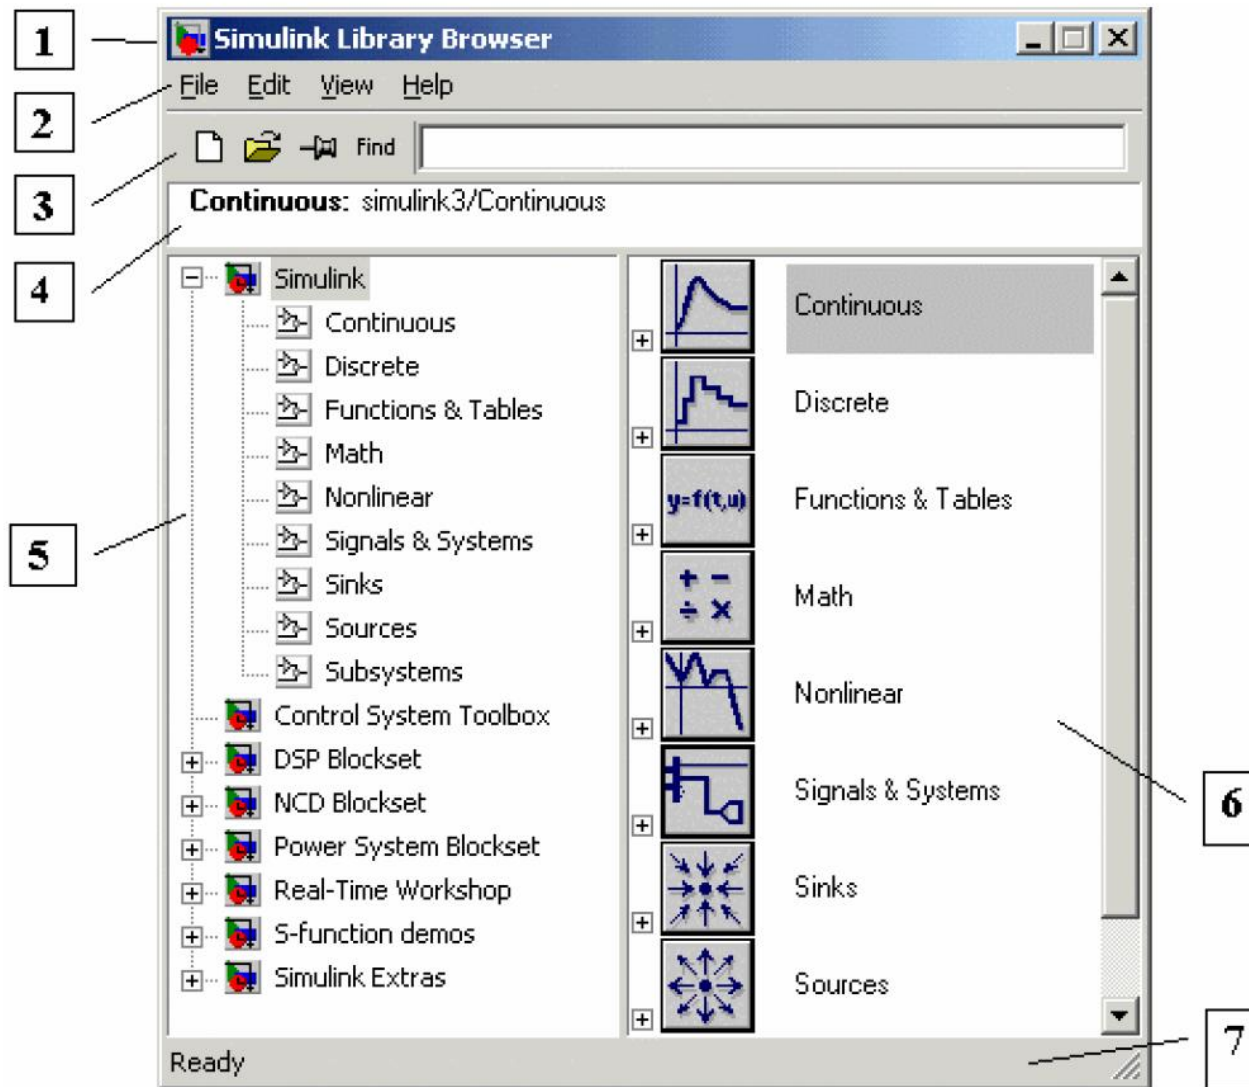 1
Simulink Library Browser
2
File Edit View Help
3
Find
4
Continuous: simulink3/Continuous
5
Simulink
Continuous
Discrete
Functions & Tables
Math
Nonlinear
Signals & Systems
Sinks
Sources
Subsystems
Control System Toolbox
DSP Blockset
NCD Blockset
Power System Blockset
Real-Time Workshop
S-function demos
Simulink Extras
Continuous
Discrete
y=f(t,u) Functions & Tables
+ − ÷ × Math
Nonlinear
Signals & Systems
Sinks
Sources
6
Ready
7